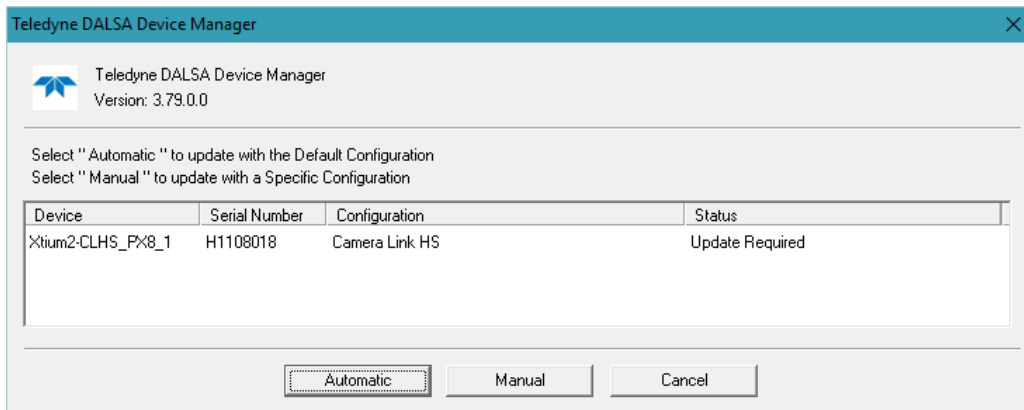 Teledyne DALSA Device Manager
Teledyne DALSA Device Manager
Version: 3.79.0.0
Select "Automatic" to update with the Default Configuration
Select "Manual" to update with a Specific Configuration
Device Serial Number Configuration Status
Xtium2-CLHS_PX8_1 H1108018 Camera Link HS Update Required
Automatic Manual Cancel